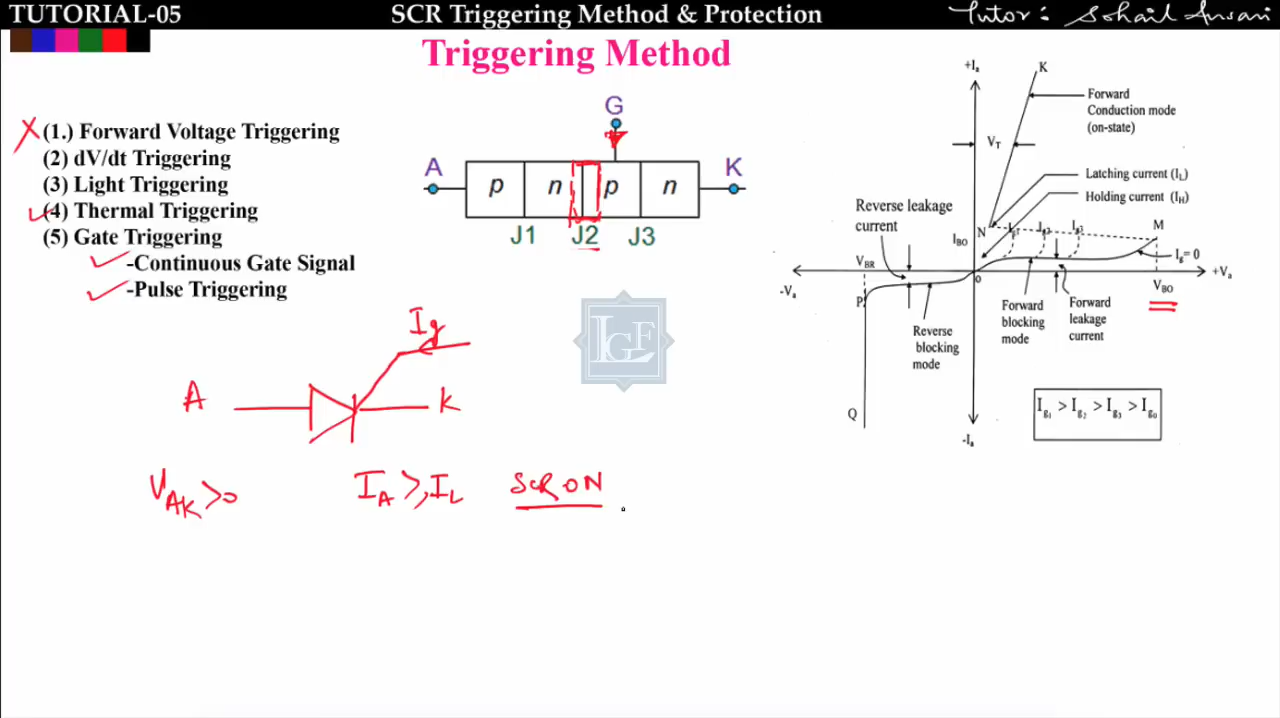 TUTORIAL-05
SCR Triggering Method & Protection
Tutor: Sohail Ansari
Triggering Method
(1.) Forward Voltage Triggering
(2) dV/dt Triggering
(3) Light Triggering
(4) Thermal Triggering
(5) Gate Triggering
-Continuous Gate Signal
-Pulse Triggering
G
A
p
n
p
n
K
J1
J2
J3
+Ia
K
Forward
Conduction mode
(on-state)
VT
Latching current (IL)
Holding current (IH)
Reverse leakage
current
IBO
N
Ig1
Ig2
Ig3
M
Ig= 0
VBR
-Va
o
+Va
VBO
P
Reverse
blocking
mode
Forward
blocking
mode
Forward
leakage
current
Q
-Ia
Ig1 > Ig2 > Ig3 > Ig0
LGF
Ig
A
K
VAK>0
IA ≥ IL
SCR ON